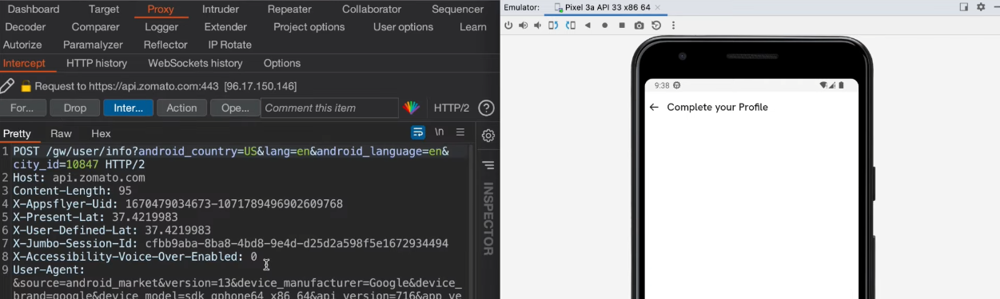 Dashboard Target Proxy Intruder Repeater Collaborator Sequencer
Decoder Comparer Logger Extender Project options User options Learn
Autorize Paramalyzer Reflector IP Rotate
Intercept HTTP history WebSockets history Options
Request to https://api.zomato.com:443 [96.17.150.146]
For... Drop Inter... Action Ope... Comment this item HTTP/2 ?
Pretty Raw Hex \n
1 POST /gw/user/info?android_country=US&lang=en&android_language=en&
city_id=10847 HTTP/2
2 Host: api.zomato.com
3 Content-Length: 95
4 X-Appsflyer-Uid: 1670479034673-1071789496902609768
5 X-Present-Lat: 37.4219983
6 X-User-Defined-Lat: 37.4219983
7 X-Jumbo-Session-Id: cfbb9aba-8ba8-4bd8-9e4d-d25d2a598f5e1672934494
8 X-Accessibility-Voice-Over-Enabled: 0
9 User-Agent:
&source=android_market&version=13&device_manufacturer=Google&device_
brand=google&device_model=sdk_gphone64_x86_64&api_version=716&app_ve
INSPECTOR
Emulator: Pixel 3a API 33 x86 64
9:38
Complete your Profile